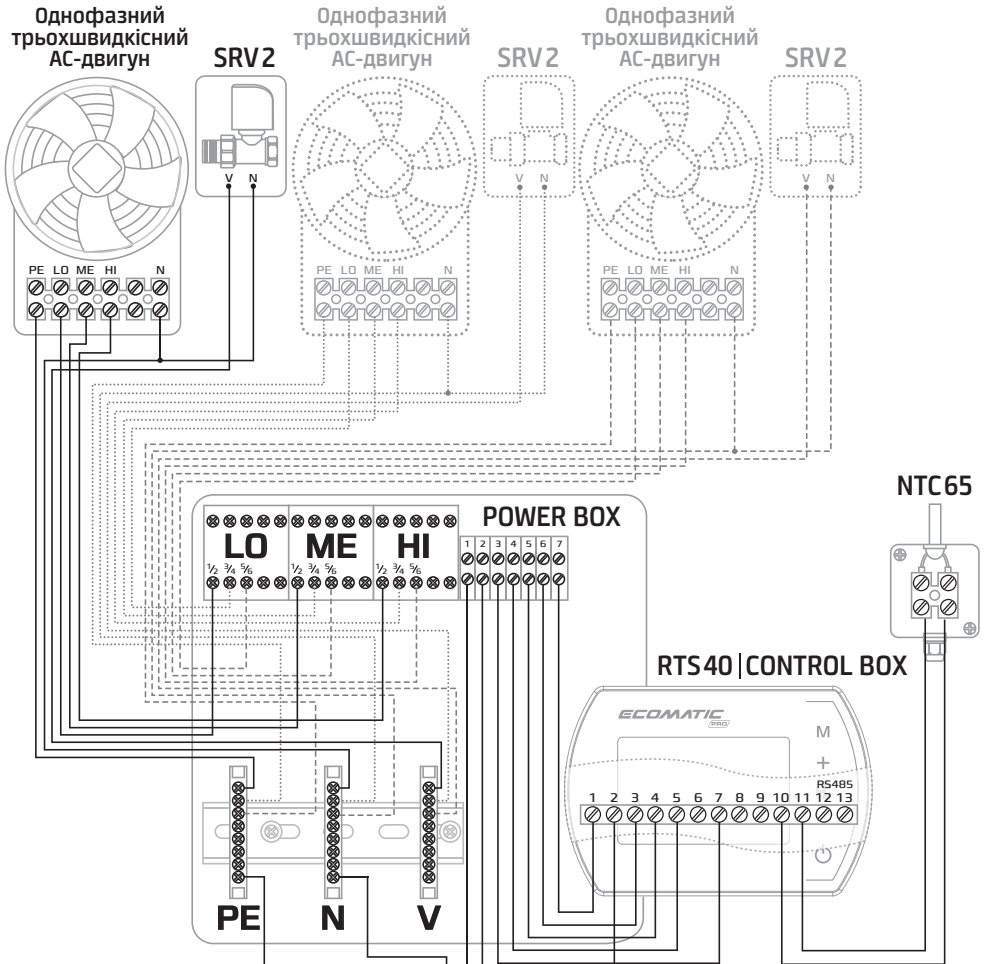 Однофазний
трьохшвидкісний
АС-двигун
SRV2
Однофазний
трьохшвидкісний
АС-двигун
SRV2
Однофазний
трьохшвидкісний
АС-двигун
SRV2
V N
V N
V N
PE LO ME HI N
PE LO ME HI N
PE LO ME HI N
NTC65
POWER BOX
LO ME HI
1 2 3 4 5 6 7
½ ¾ ⅚ ½ ¾ ⅚ ½ ¾ ⅚
RTS40|CONTROL BOX
ECOMATIC
PRO
M
+
RS485
1 2 3 4 5 6 7 8 9 10 11 12 13
PE N V